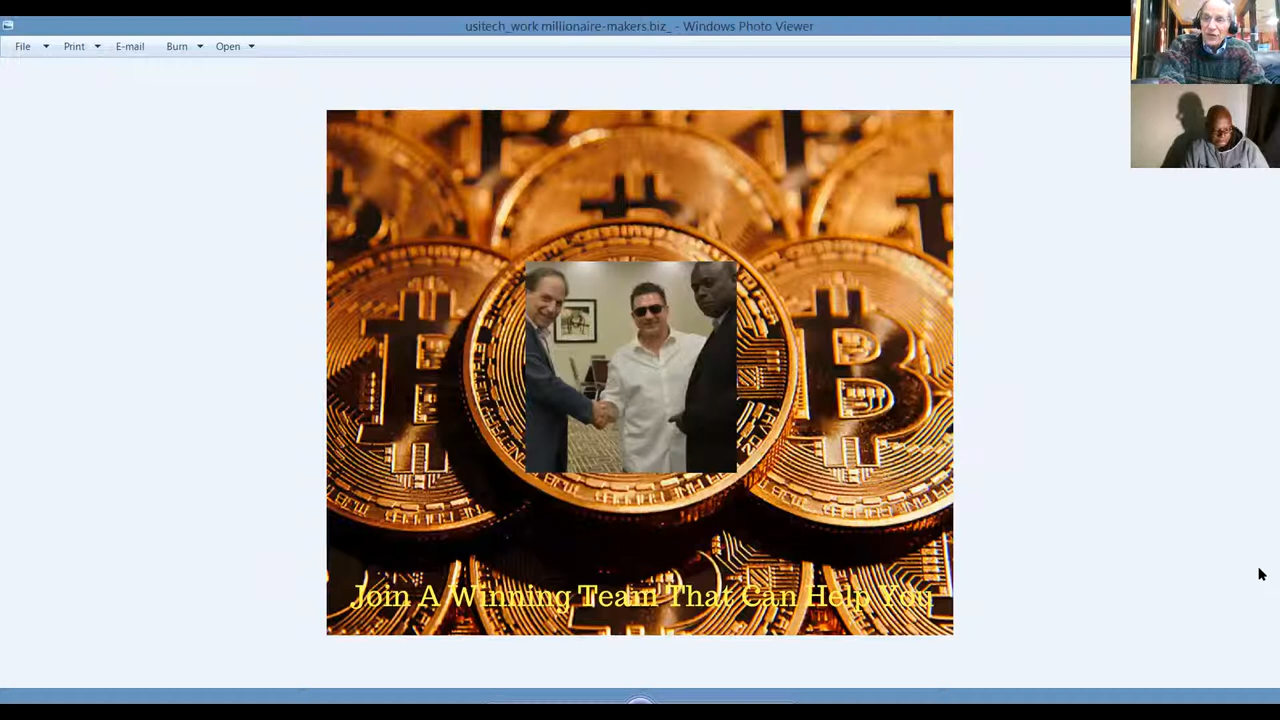 usitech_work millionaire-makers.biz_ - Windows Photo Viewer
File Print E-mail Burn Open
Join A Winning Team That Can Help You